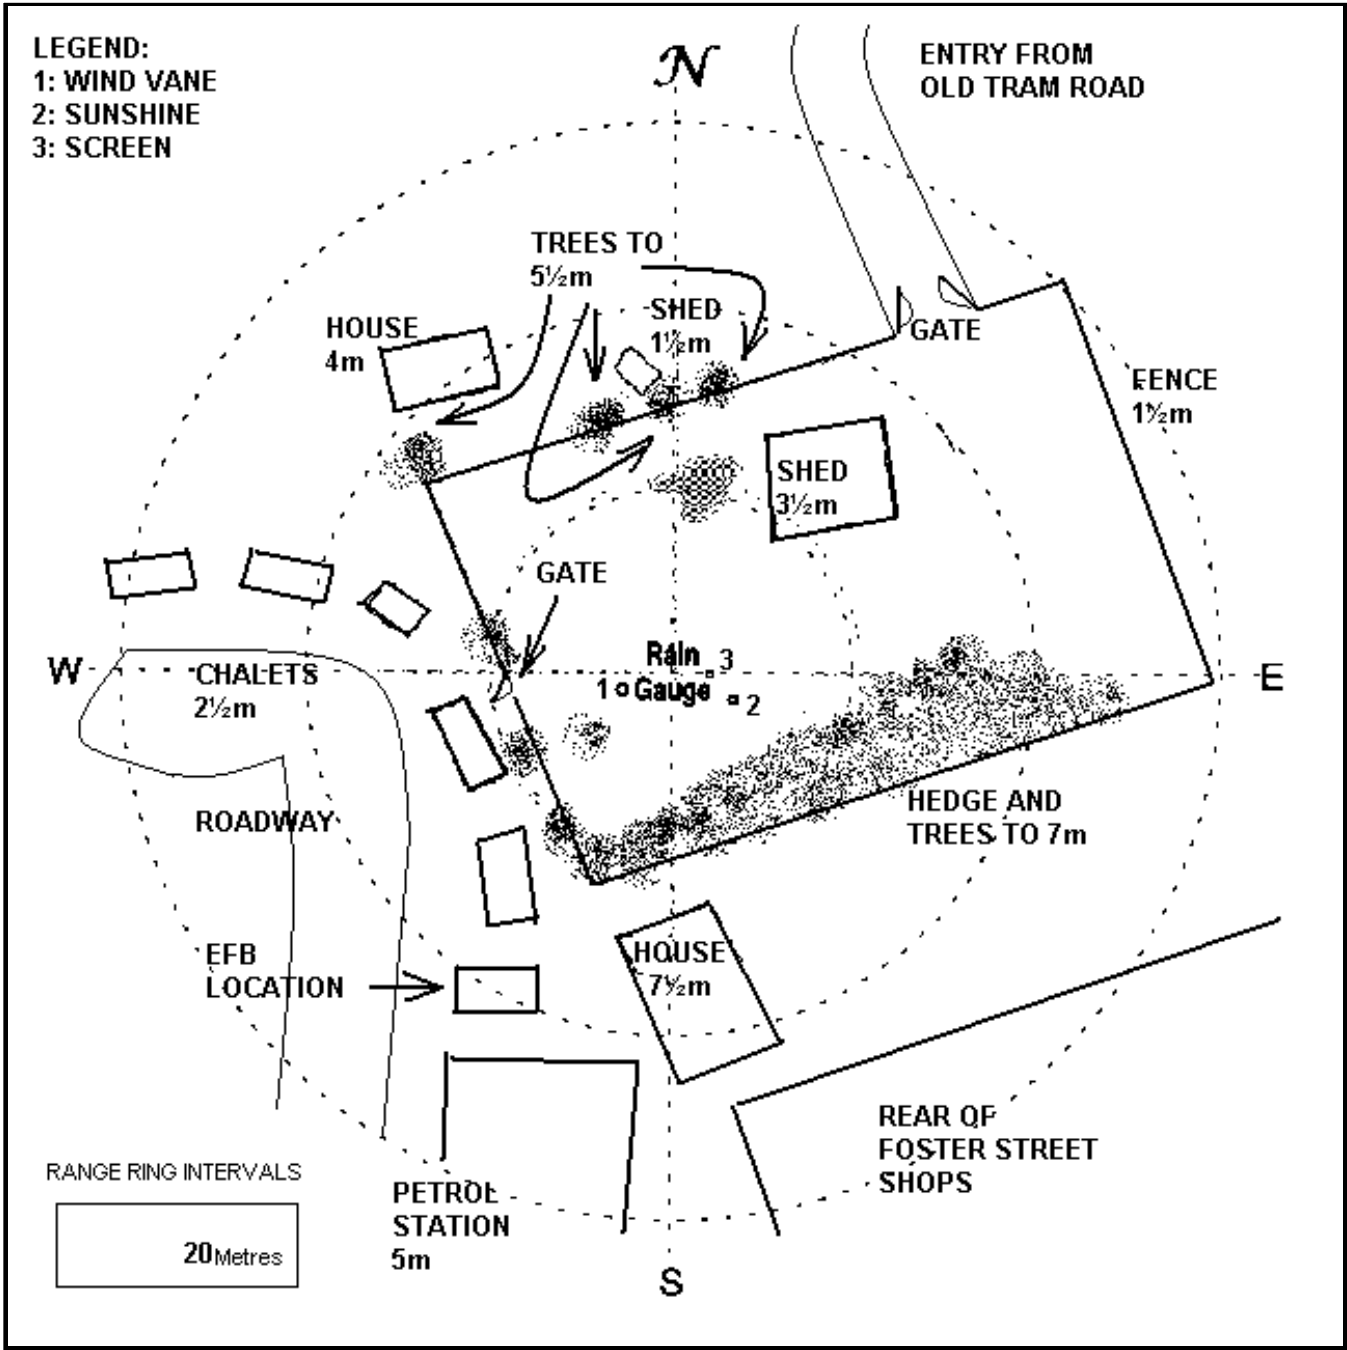 LEGEND:
1: WIND VANE
2: SUNSHINE
3: SCREEN
N
ENTRY FROM
OLD TRAM ROAD
TREES TO
5½m
SHED
1½m
HOUSE
4m
GATE
FENCE
1½m
SHED
3½m
GATE
W
CHALETS
2½m
Rain
Gauge
1
3
2
E
ROADWAY
HEDGE AND
TREES TO 7m
EFB
LOCATION
HOUSE
7½m
REAR OF
FOSTER STREET
SHOPS
RANGE RING INTERVALS
20 Metres
PETROL
STATION
5m
S